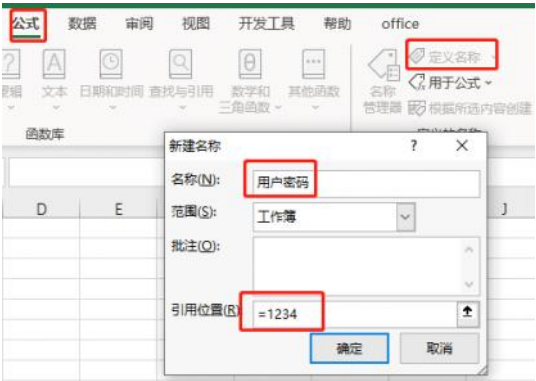 公式 数据 审阅 视图 开发工具 帮助 office
定义名称
用于公式
根据所选内容创建
文本 日期和时间 查找与引用 数学和三角函数 其他函数 名称管理器
函数库
新建名称 ? ×
名称(N): 用户密码
范围(S): 工作簿
批注(O):
引用位置(R) =1234
确定 取消
D E J